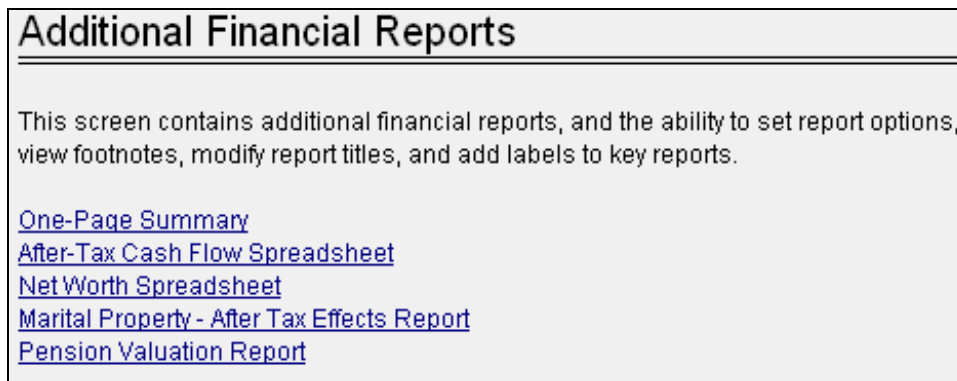 Additional Financial Reports
This screen contains additional financial reports, and the ability to set report options,
view footnotes, modify report titles, and add labels to key reports.
One-Page Summary
After-Tax Cash Flow Spreadsheet
Net Worth Spreadsheet
Marital Property - After Tax Effects Report
Pension Valuation Report